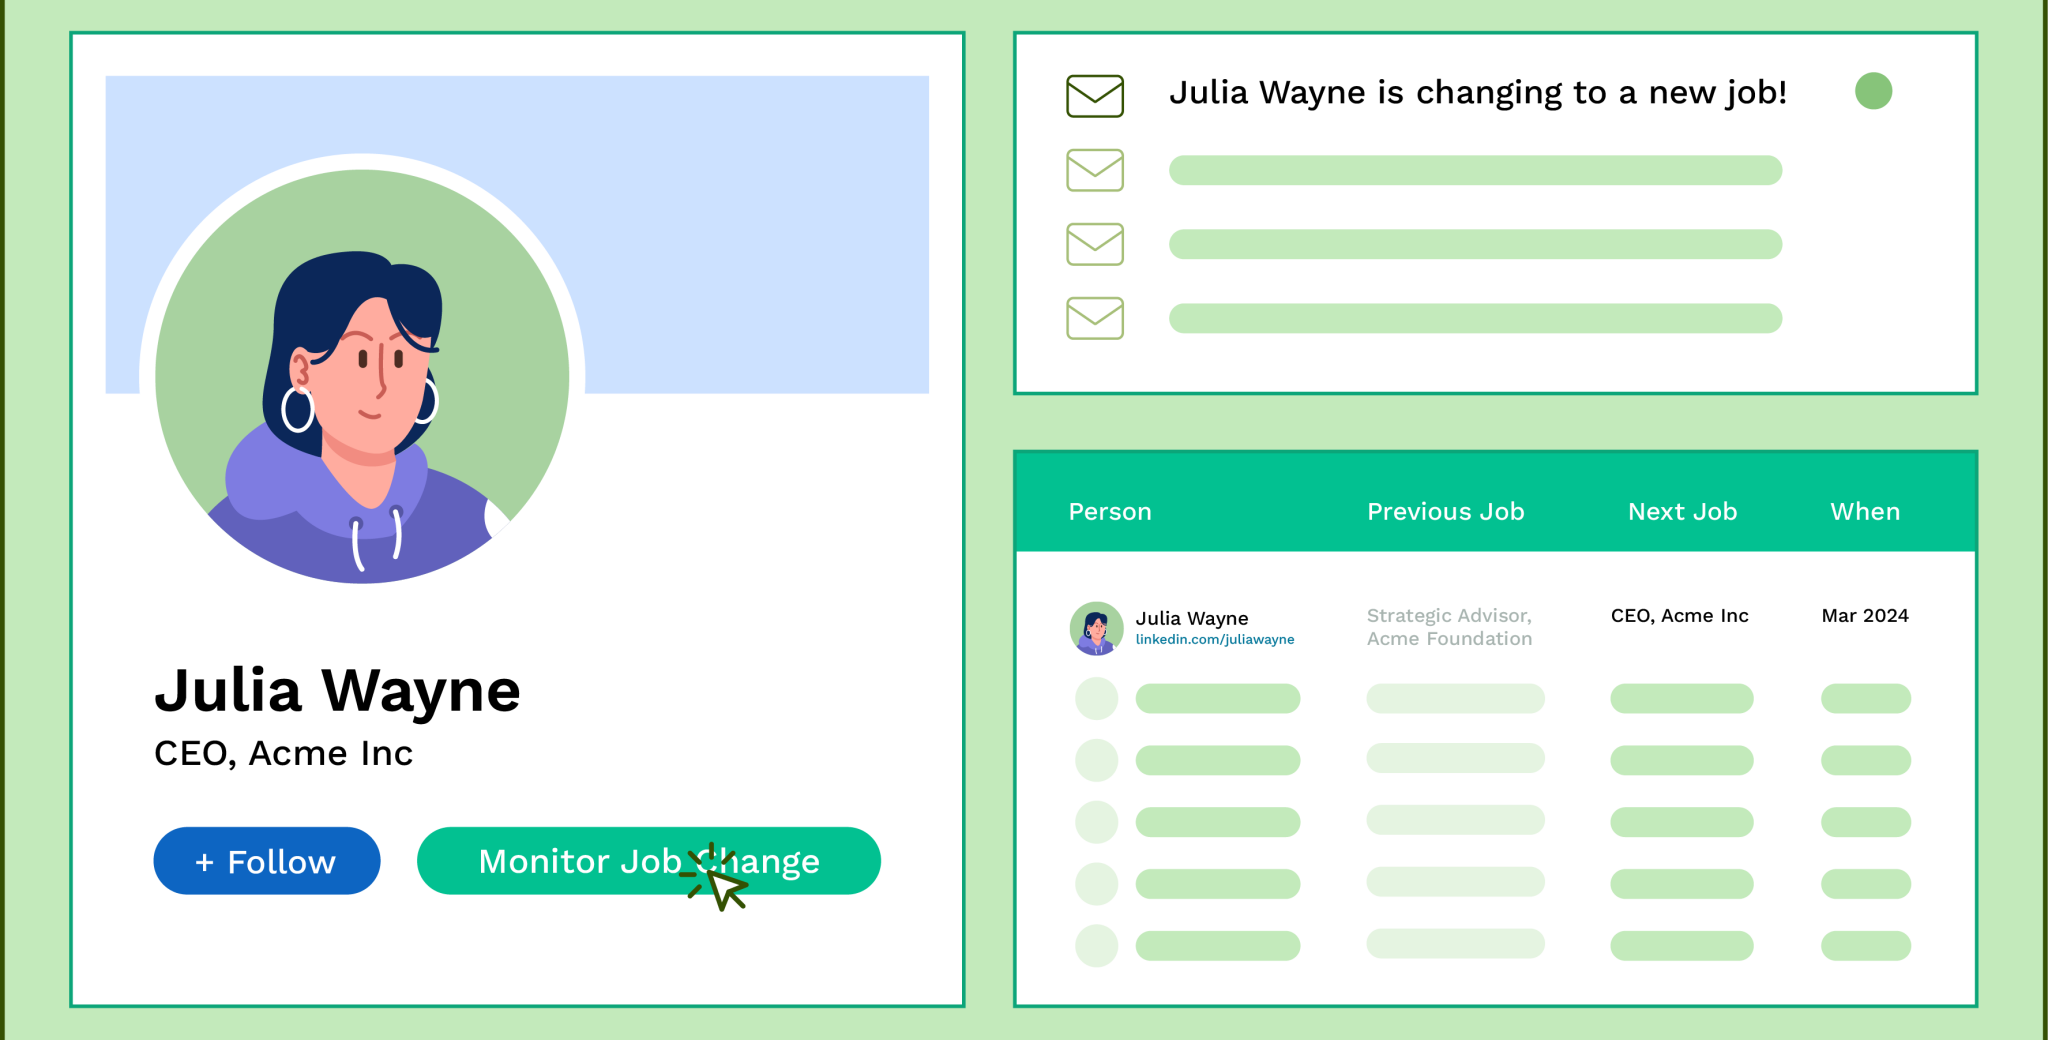 Julia Wayne
CEO, Acme Inc
+ Follow
Monitor Job Change
Julia Wayne is changing to a new job!
Person Previous Job Next Job When
Julia Wayne
linkedin.com/juliawayne
Strategic Advisor,
Acme Foundation
CEO, Acme Inc
Mar 2024